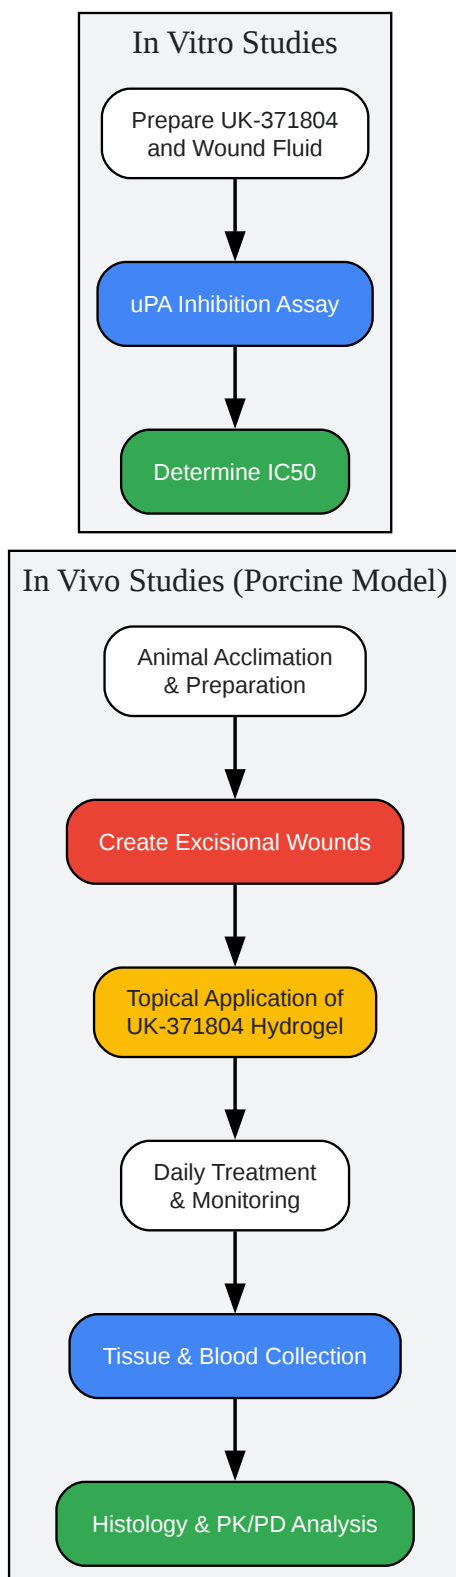 In Vitro Studies
Prepare UK-371804
and Wound Fluid
uPA Inhibition Assay
Determine IC50
In Vivo Studies (Porcine Model)
Animal Acclimation
& Preparation
Create Excisional Wounds
Topical Application of
UK-371804 Hydrogel
Daily Treatment
& Monitoring
Tissue & Blood Collection
Histology & PK/PD Analysis